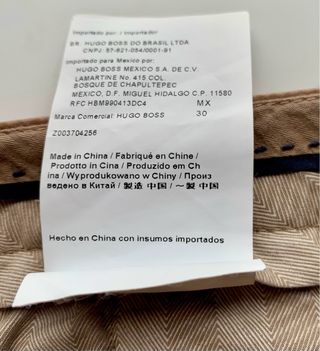 Importado por: / Importador
BR: HUGO BOSS DO BRASIL LTDA
CNPJ: 57-621-054/0001-91
Importado para Mexico por:
HUGO BOSS MEXICO S.A. DE C.V.
LAMARTINE No. 415 COL.
BOSQUE DE CHAPULTEPEC
MEXICO, D.F. MIGUEL HIDALGO C.P. 11580
RFC HBM990413DC4 MX
Marca Comercial: HUGO BOSS 30
Z003704256
Made in China / Fabriqué en Chine /
Prodotto in Cina / Produzido em Ch
ina / Wyprodukowano w Chiny / Произ
ведено в Китай / 製造 中国 / 一製 中国
Hecho en China con insumos importados